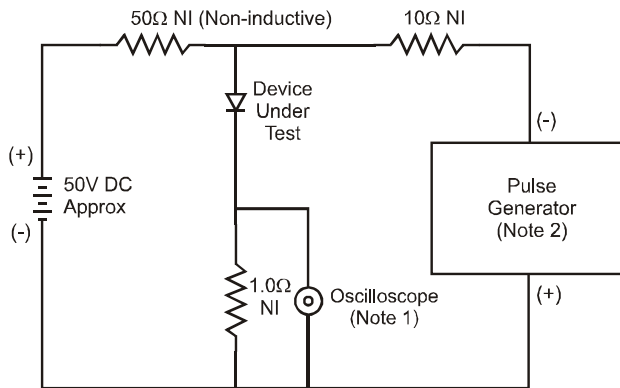 50Ω NI (Non-inductive)
10Ω NI
Device
Under
Test
(-)
(+)
50V DC
Approx
(-)
Pulse
Generator
(Note 2)
1.0Ω
NI
Oscilloscope
(Note 1)
(+)